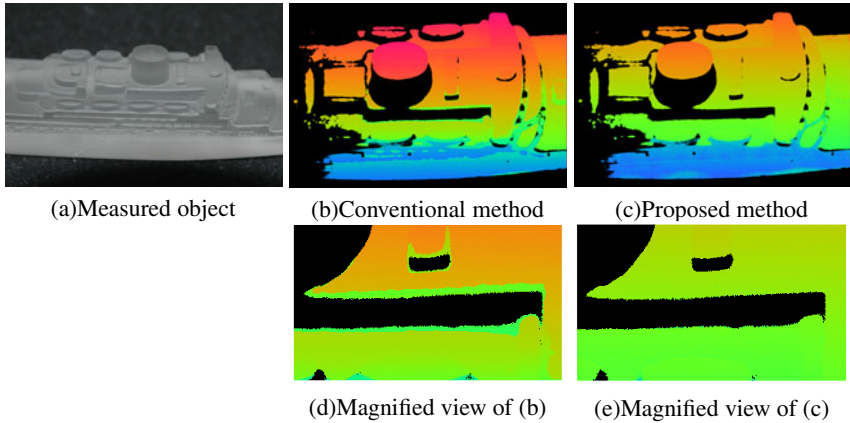 (a)Measured object
(b)Conventional method
(c)Proposed method
(d)Magnified view of (b)
(e)Magnified view of (c)